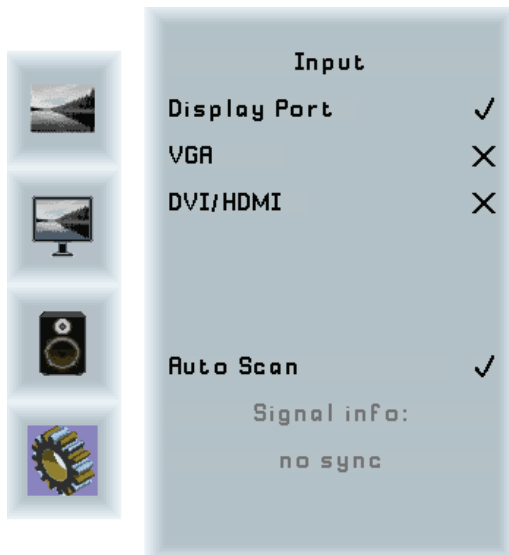 Input
Display Port ✓
VGA ✕
DVI/HDMI ✕
Auto Scan ✓
Signal info:
no sync